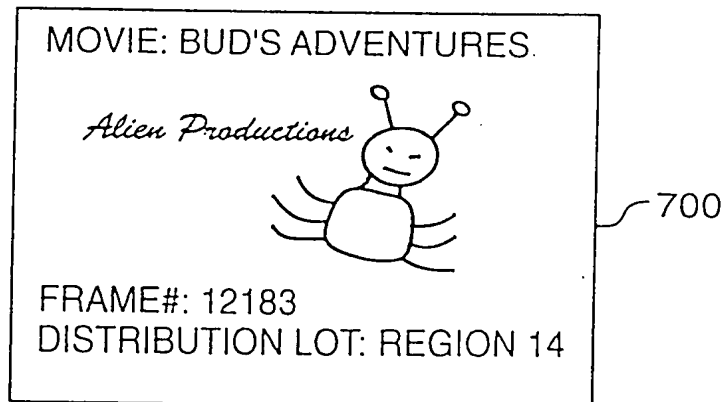 MOVIE: BUD'S ADVENTURES
Alien Productions
700
FRAME#: 12183
DISTRIBUTION LOT: REGION 14